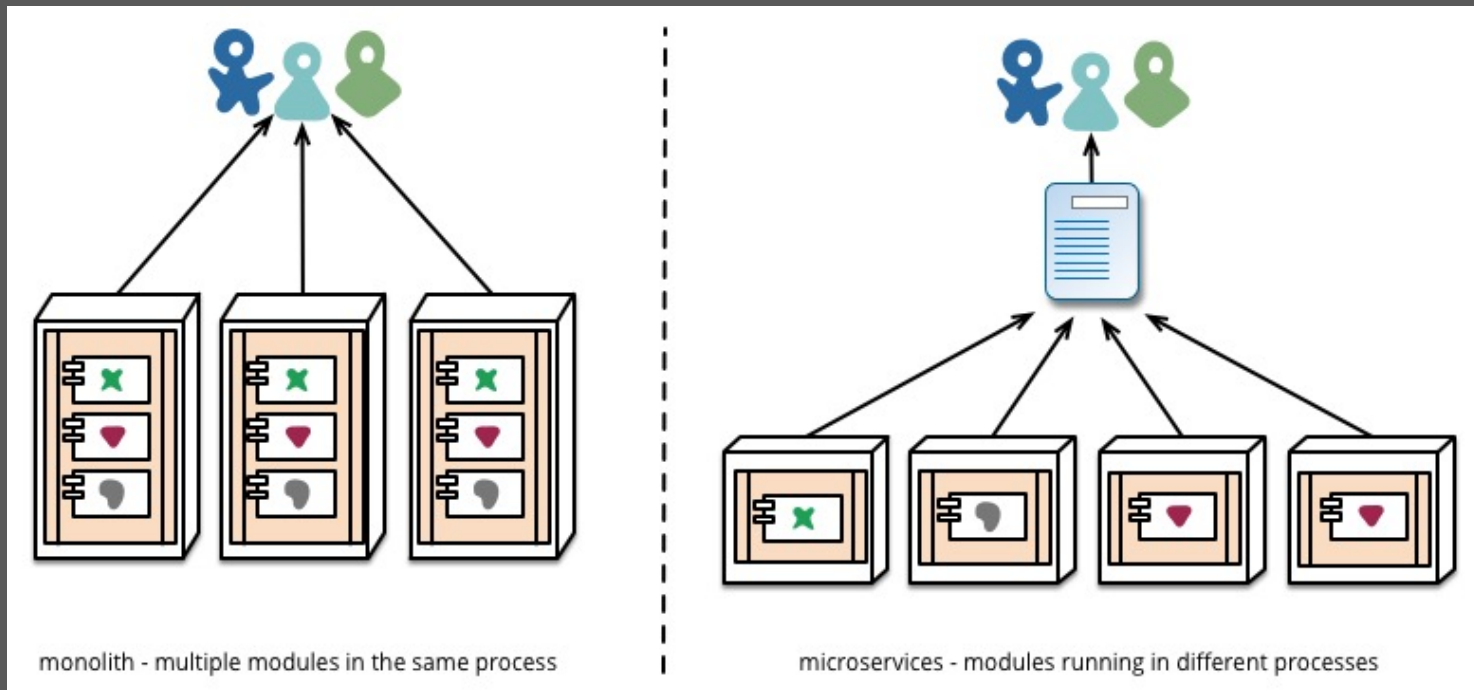 monolith - multiple modules in the same process
microservices - modules running in different processes